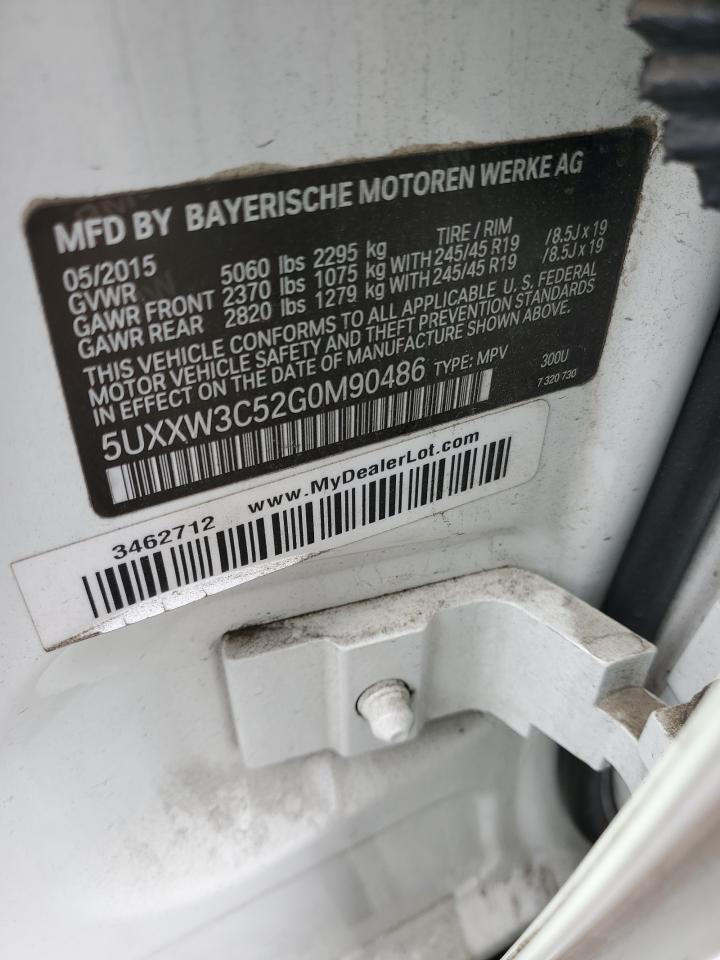 MFD BY BAYERISCHE MOTOREN WERKE AG
05/2015 TIRE / RIM
GVWR 5060 lbs 2295 kg
GAWR FRONT 2370 lbs 1075 kg WITH 245/45 R19 /8.5J x 19
GAWR REAR 2820 lbs 1279 kg WITH 245/45 R19 /8.5J x 19
THIS VEHICLE CONFORMS TO ALL APPLICABLE U.S. FEDERAL
MOTOR VEHICLE SAFETY AND THEFT PREVENTION STANDARDS
IN EFFECT ON THE DATE OF MANUFACTURE SHOWN ABOVE.
5UXXW3C52G0M90486 TYPE: MPV 300U
7 320 730
3462712 www.MyDealerLot.com